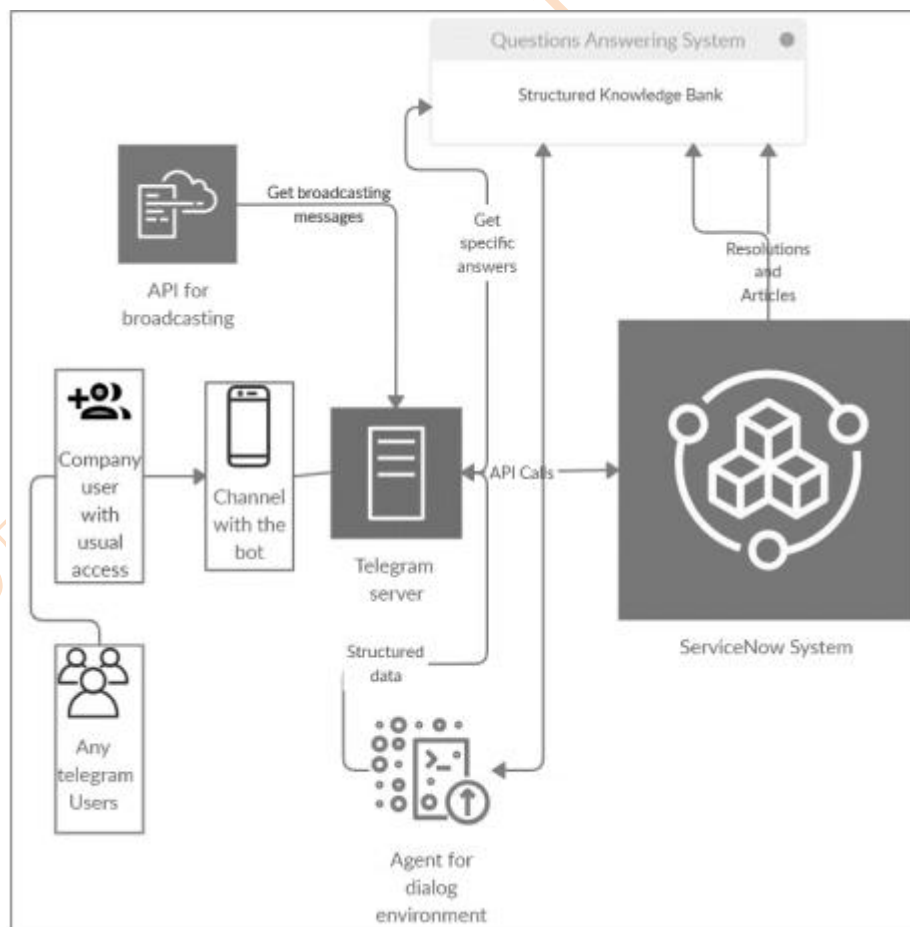 Questions Answering System
Structured Knowledge Bank
Get broadcasting
messages
Get
specific
answers
Resolutions
and
Articles
API for
broadcasting
Company
user
with
usual
access
Channel
with the
bot
API Calls
Telegram
server
ServiceNow System
Structured
data
Any
telegram
Users
Agent for
dialog
environment